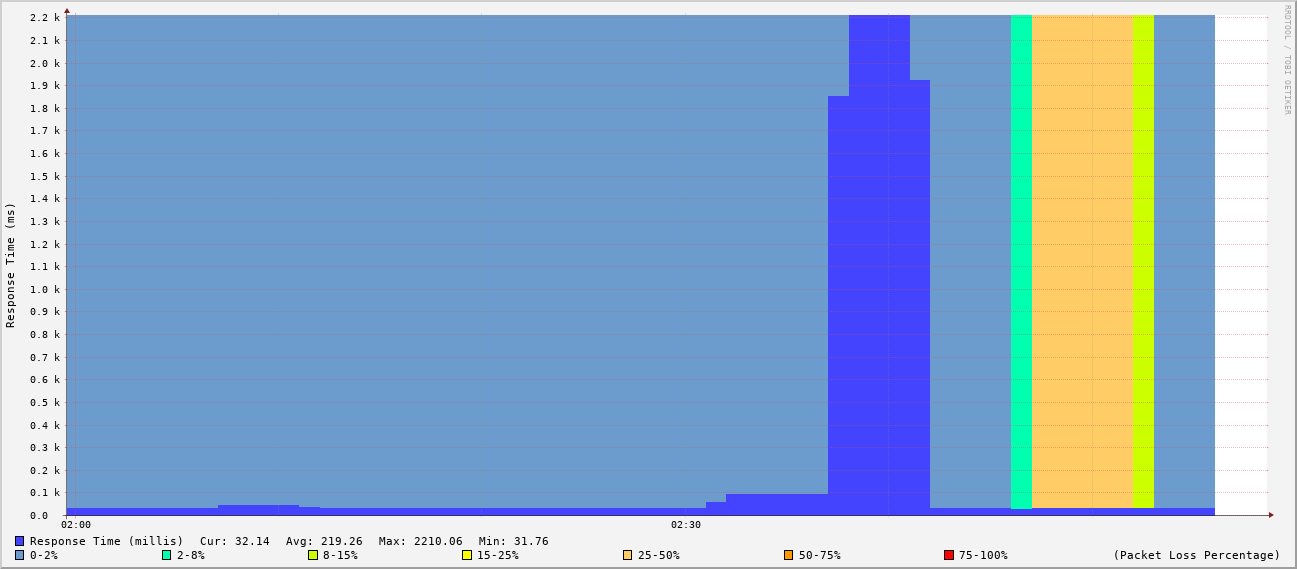 RRDTOOL / TOBI OETIKER
Response Time (ms)
2.2 k
2.1 k
2.0 k
1.9 k
1.8 k
1.7 k
1.6 k
1.5 k
1.4 k
1.3 k
1.2 k
1.1 k
1.0 k
0.9 k
0.8 k
0.7 k
0.6 k
0.5 k
0.4 k
0.3 k
0.2 k
0.1 k
0.0
02:00 02:30
Response Time (millis) Cur: 32.14 Avg: 219.26 Max: 2210.06 Min: 31.76
0-2% 2-8% 8-15% 15-25% 25-50% 50-75% 75-100% (Packet Loss Percentage)